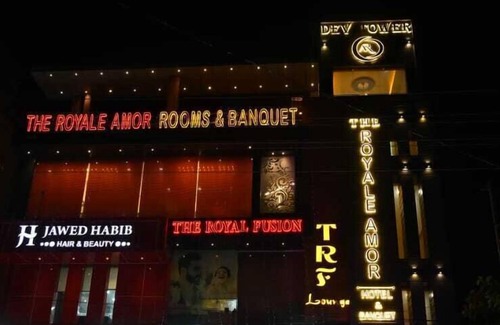 DEV TOWER
THE ROYALE AMOR ROOMS & BANQUET
THE
ROYALE
AMOR
HOTEL
&
BANQUET
H JAWED HABIB
HAIR & BEAUTY
THE ROYAL FUSION
TRF
Lounge